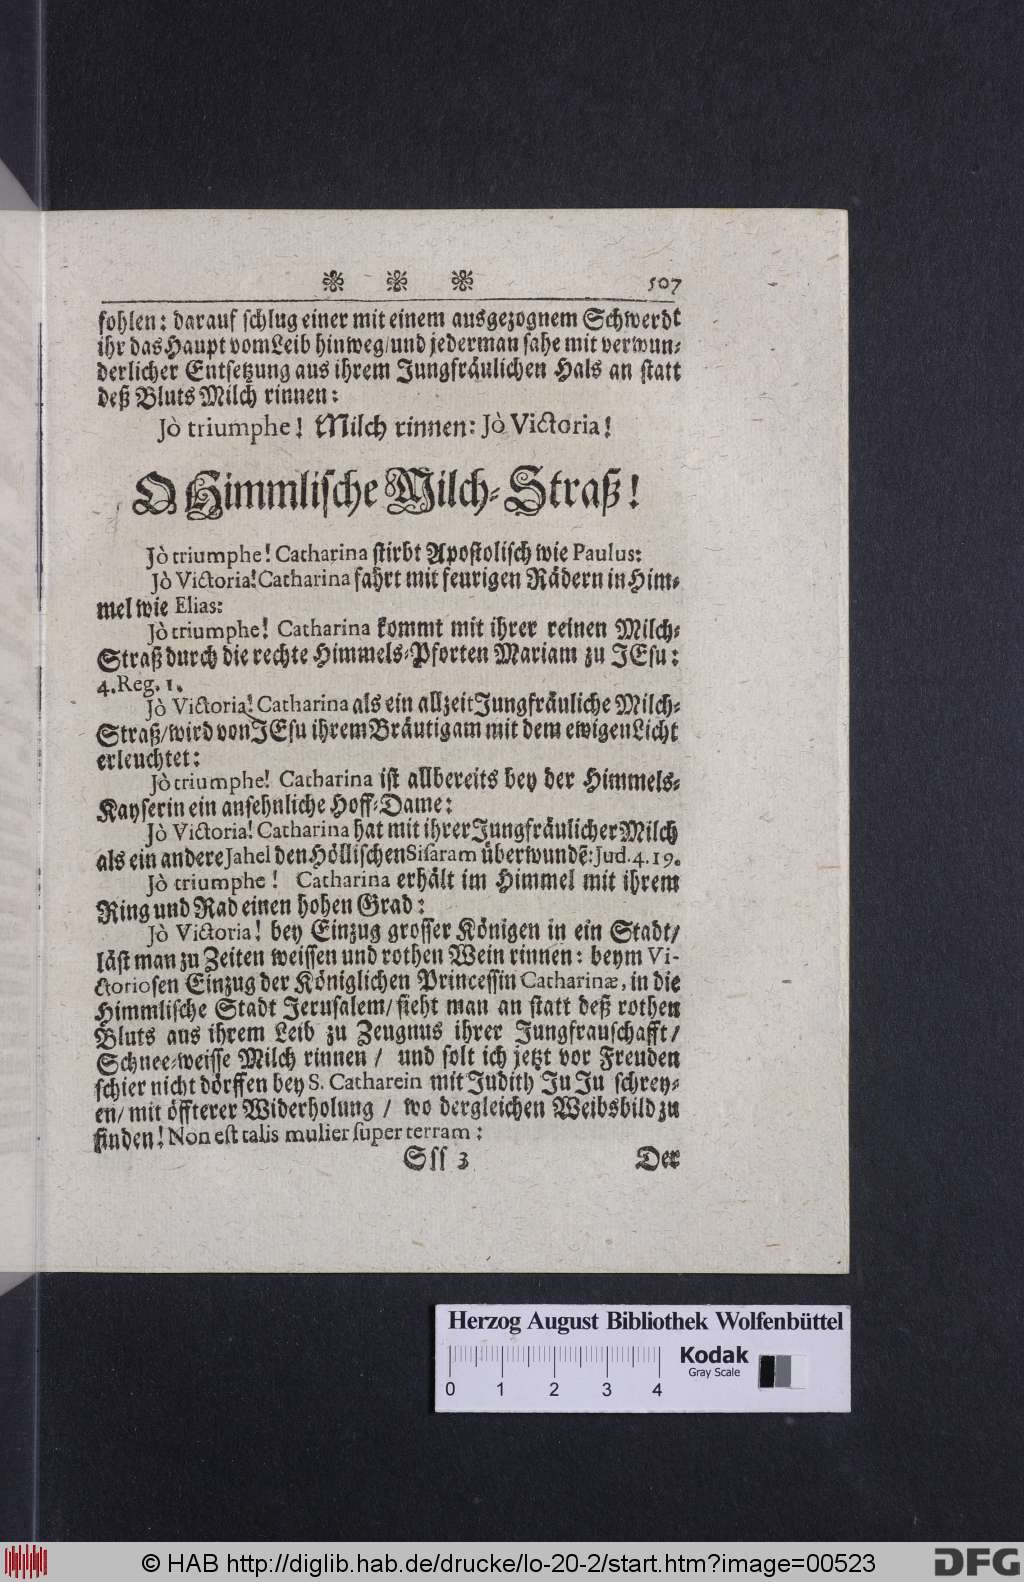 507
fohlen: darauf schlug einer mit einem ausgezognem Schwerdt
ihr das Haupt vom Leib hinweg/ und jederman sahe mit verwun⸗
derlicher Entsetzung aus ihrem Jungfräulichen Hals an statt
deß Bluts Milch rinnen:
Jò triumphe! Milch rinnen: Jò Victoria!
O Himmlische Milch⸗Straß!
Jò triumphe! Catharina stirbt Apostolisch wie Paulus:
Jò Victoria! Catharina fahrt mit feurigen Rädern in Him⸗
mel wie Elias:
Jò triumphe! Catharina kommt mit ihrer reinen Milch⸗
Straß durch die rechte Himmels⸗Pforten Mariam zu JEsu:
4. Reg. 1.
Jò Victoria! Catharina als ein allzeit Jungfräuliche Milch⸗
Straß/ wird von JEsu ihrem Bräutigam mit dem ewigen Licht
erleuchtet:
Jò triumphe! Catharina ist allbereits bey der Himmels⸗
Kayserin ein ansehnliche Hoff⸗Dame:
Jò Victoria! Catharina hat mit ihrer Jungfräulicher Milch
als ein andere Jahel den Höllischen Sisaram überwundē: Jud. 4. 19.
Jò triumphe! Catharina erhält im Himmel mit ihrem
Ring und Rad einen hohen Grad:
Jò Victoria! bey Einzug grosser Königen in ein Stadt/
läst man zu Zeiten weissen und rothen Wein rinnen: beym Vi-
ctoriosen Einzug der Königlichen Princessin Catharinæ, in die
Himmlische Stadt Jerusalem/ sieht man an statt deß rothen
Bluts aus ihrem Leib zu Zeugnus ihrer Jungfrauschafft/
Schnee⸗weisse Milch rinnen/ und solt ich jetzt vor Freuden
schier nicht dörffen bey S. Catharein mit Judith Ju Ju schrey⸗
en/ mit öffterer Widerholung/ wo dergleichen Weibsbild zu
finden! Non est talis mulier super terram:
Sss 3 Der
Herzog August Bibliothek Wolfenbüttel
Kodak
Gray Scale
0 1 2 3 4
© HAB http://diglib.hab.de/drucke/lo-20-2/start.htm?image=00523
DFG